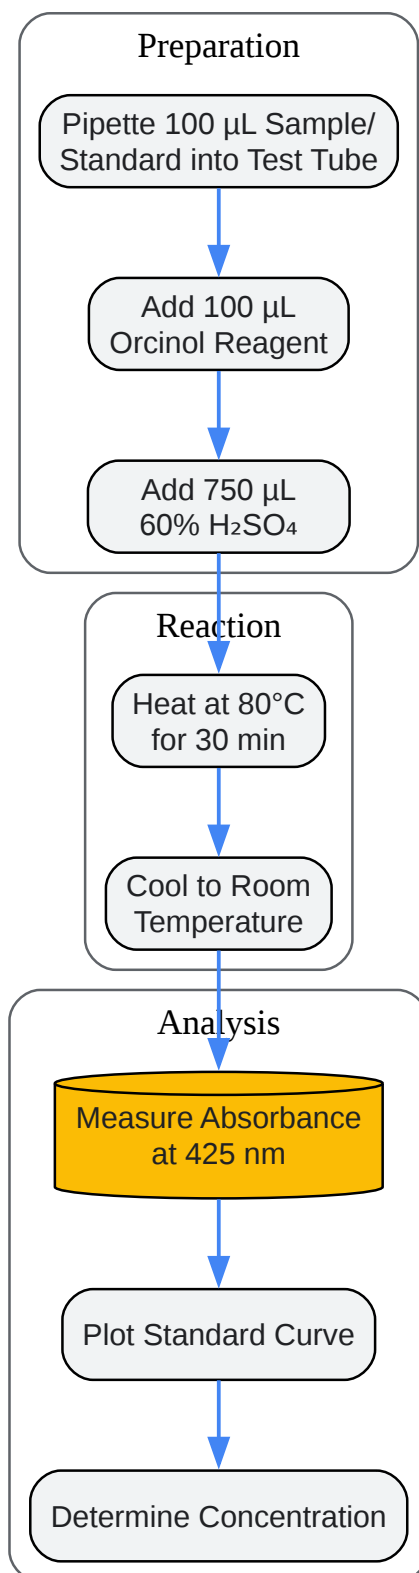 Preparation
Pipette 100 µL Sample/
Standard into Test Tube
Add 100 µL
Orcinol Reagent
Add 750 µL
60% H₂SO₄
Reaction
Heat at 80°C
for 30 min
Cool to Room
Temperature
Analysis
Measure Absorbance
at 425 nm
Plot Standard Curve
Determine Concentration